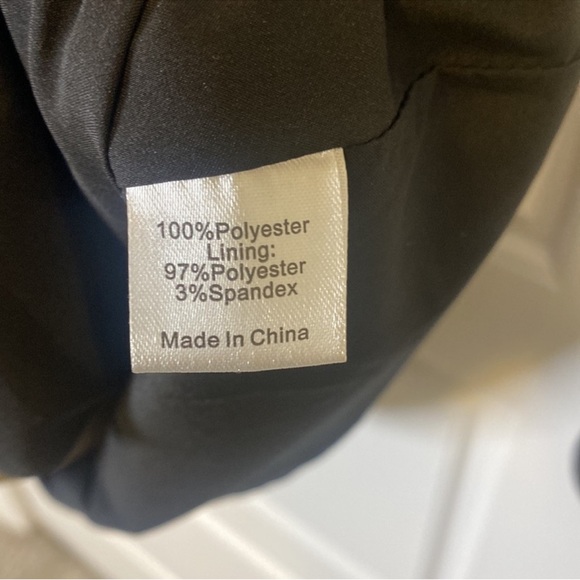 100%Polyester
Lining:
97%Polyester
3%Spandex
Made In China